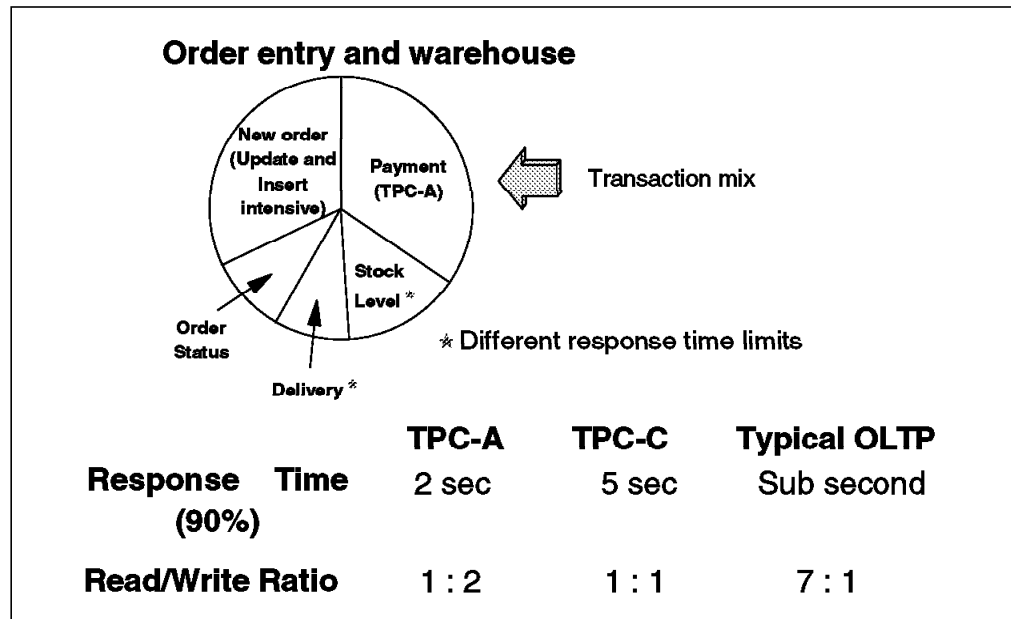 Order entry and warehouse
New order
(Update and
Insert
intensive)
Payment
(TPC-A)
Transaction mix
Stock
Level *
Order
Status
* Different response time limits
Delivery *
TPC-A TPC-C Typical OLTP
Response Time 2 sec 5 sec Sub second
(90%)
Read/Write Ratio 1 : 2 1 : 1 7 : 1